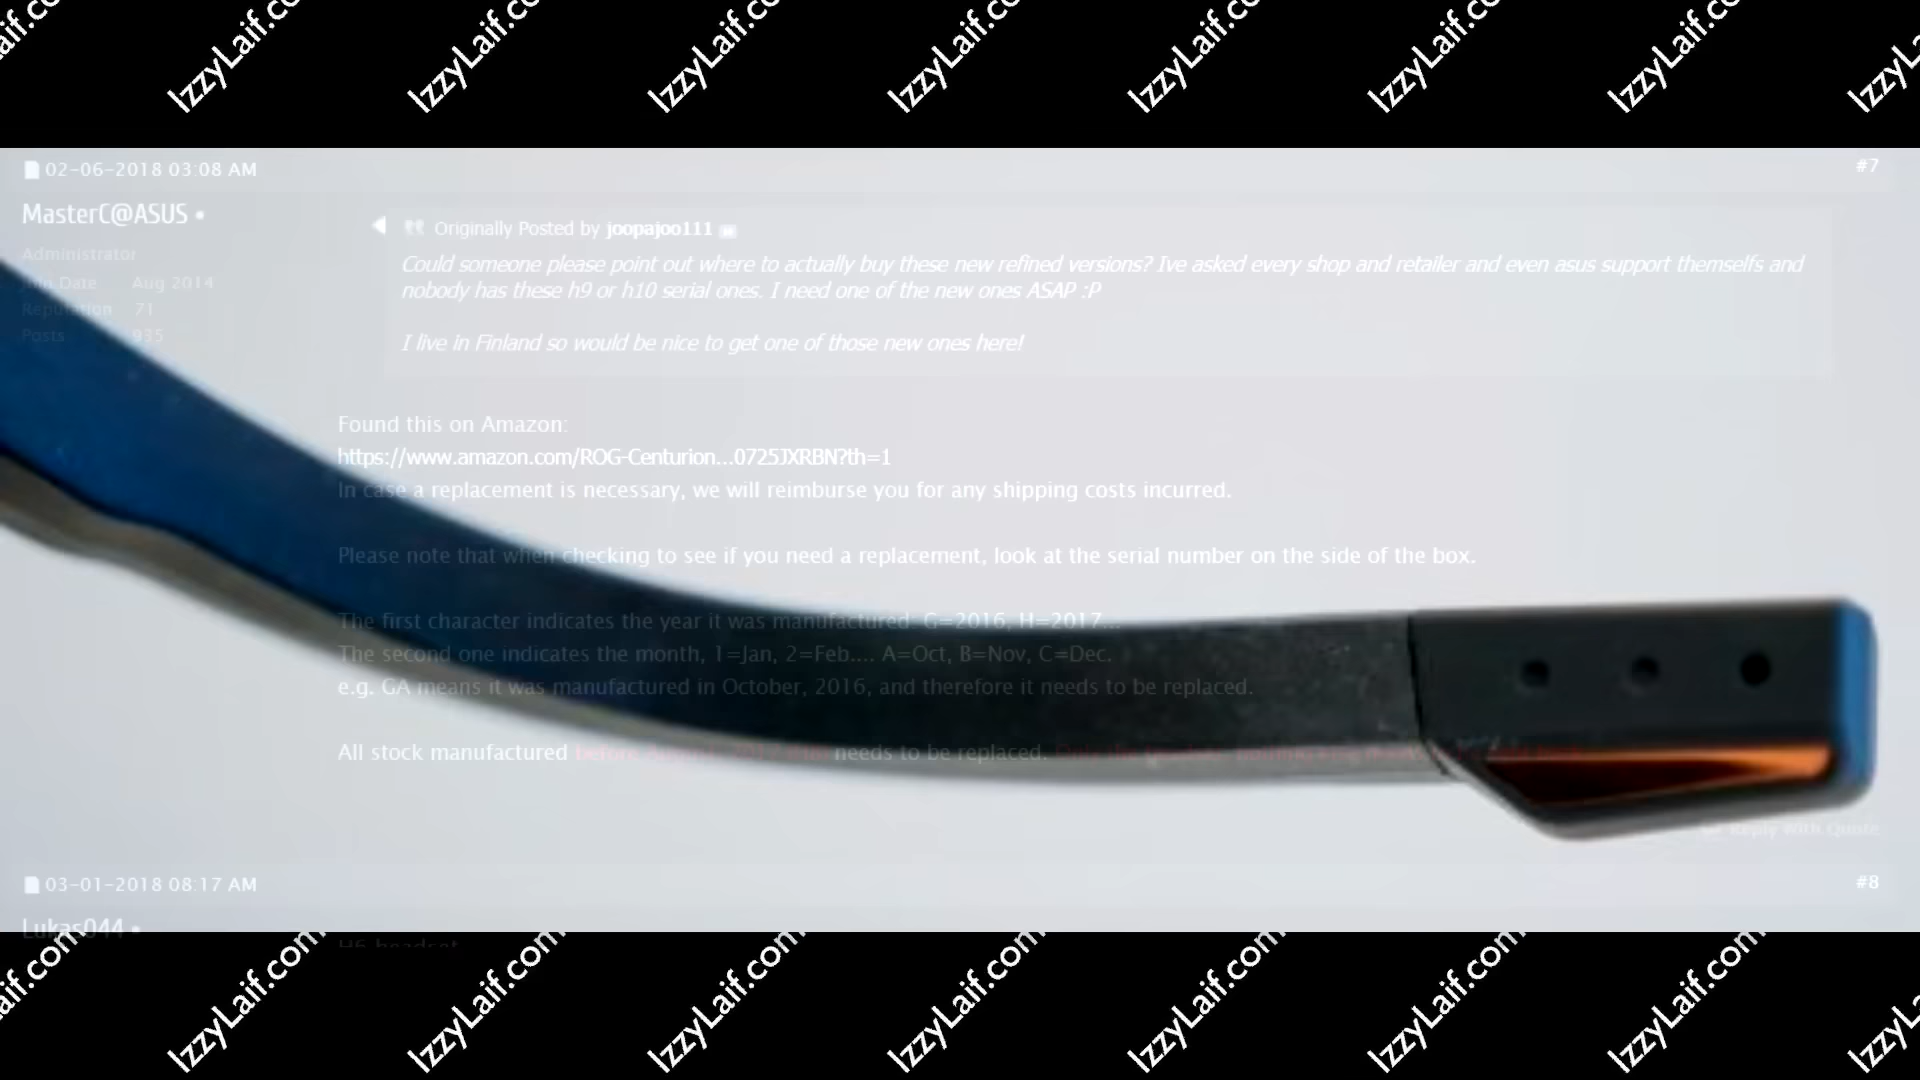 IzzyLaif.com IzzyLaif.com IzzyLaif.com IzzyLaif.com IzzyLaif.com IzzyLaif.com IzzyLaif.com
02-06-2018 03:08 AM #7
MasterC@ASUS
Originally Posted by joopajoo111
Administrator
Could someone please point out where to actually buy these new refined versions? Ive asked every shop and retailer and even asus support themselfs and
Join Date Aug 2014
nobody has these h9 or h10 serial ones. I need one of the new ones ASAP :P
Reputation 71
Posts 935
I live in Finland so would be nice to get one of those new ones here!
Found this on Amazon:
https://www.amazon.com/ROG-Centurion...0725JXRBN?th=1
In case a replacement is necessary, we will reimburse you for any shipping costs incurred.
Please note that when checking to see if you need a replacement, look at the serial number on the side of the box.
The first character indicates the year it was manufactured. G=2016, H=2017...
The second one indicates the month, 1=Jan, 2=Feb.... A=Oct, B=Nov, C=Dec.
e.g. GA means it was manufactured in October, 2016, and therefore it needs to be replaced.
All stock manufactured before needs to be replaced.
Reply With Quote
03-01-2018 08:17 AM #8
Lukas044
H6 headset
IzzyLaif.com IzzyLaif.com IzzyLaif.com IzzyLaif.com IzzyLaif.com IzzyLaif.com IzzyLaif.com